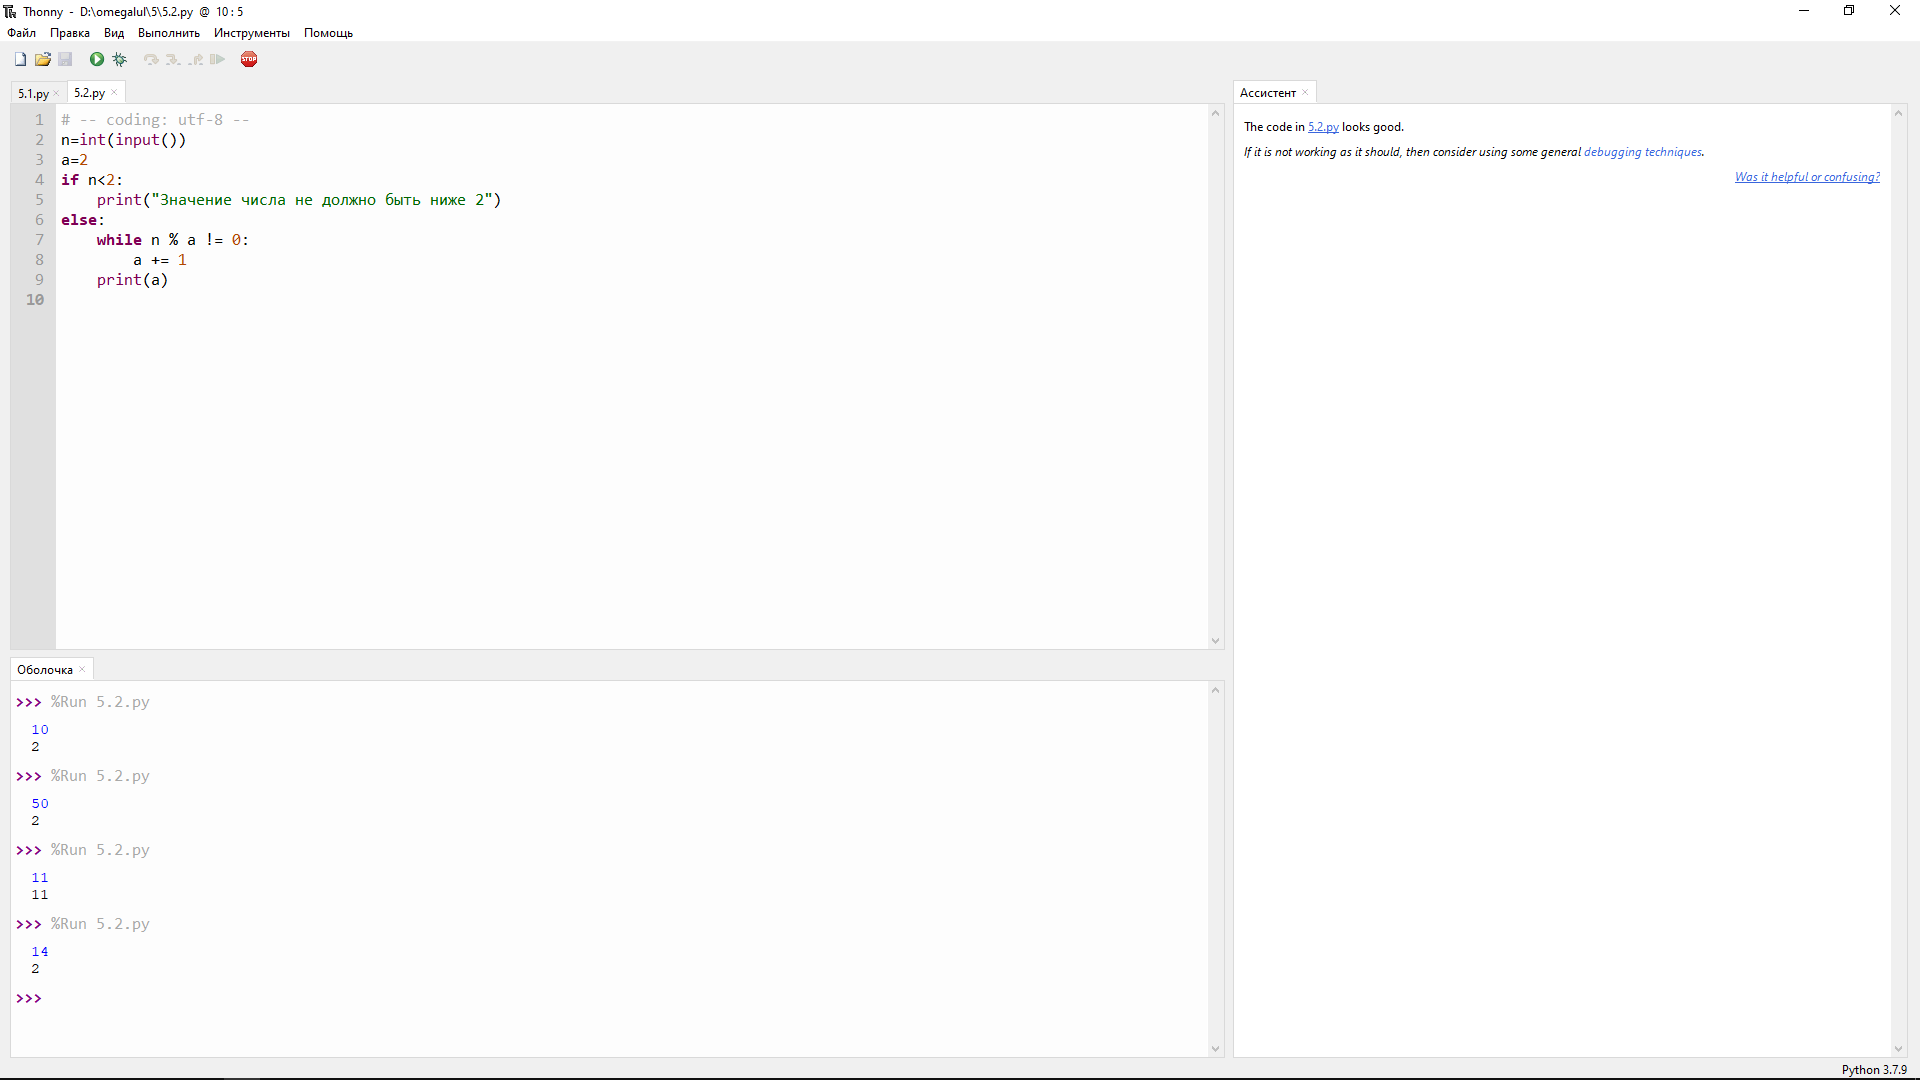 Thonny - D:\omegalul\5\5.2.py @ 10 : 5
Файл Правка Вид Выполнить Инструменты Помощь
STOP
5.1.py 5.2.py
1 # -- coding: utf-8 --
2 n=int(input())
3 a=2
4 if n<2:
5 print("Значение числа не должно быть ниже 2")
6 else:
7 while n % a != 0:
8 a += 1
9 print(a)
10
Оболочка
>>> %Run 5.2.py
10
2
>>> %Run 5.2.py
50
2
>>> %Run 5.2.py
11
11
>>> %Run 5.2.py
14
2
>>>
Ассистент
The code in 5.2.py looks good.
If it is not working as it should, then consider using some general debugging techniques.
Was it helpful or confusing?
Python 3.7.9